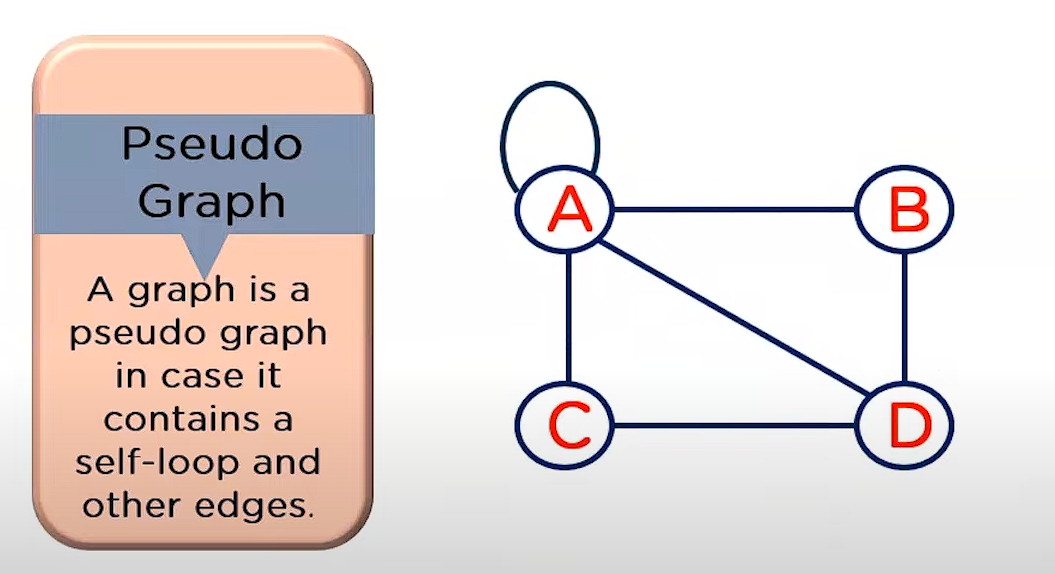 Pseudo
Graph
A graph is a
pseudo graph
in case it
contains a
self-loop and
other edges.
A
B
C
D